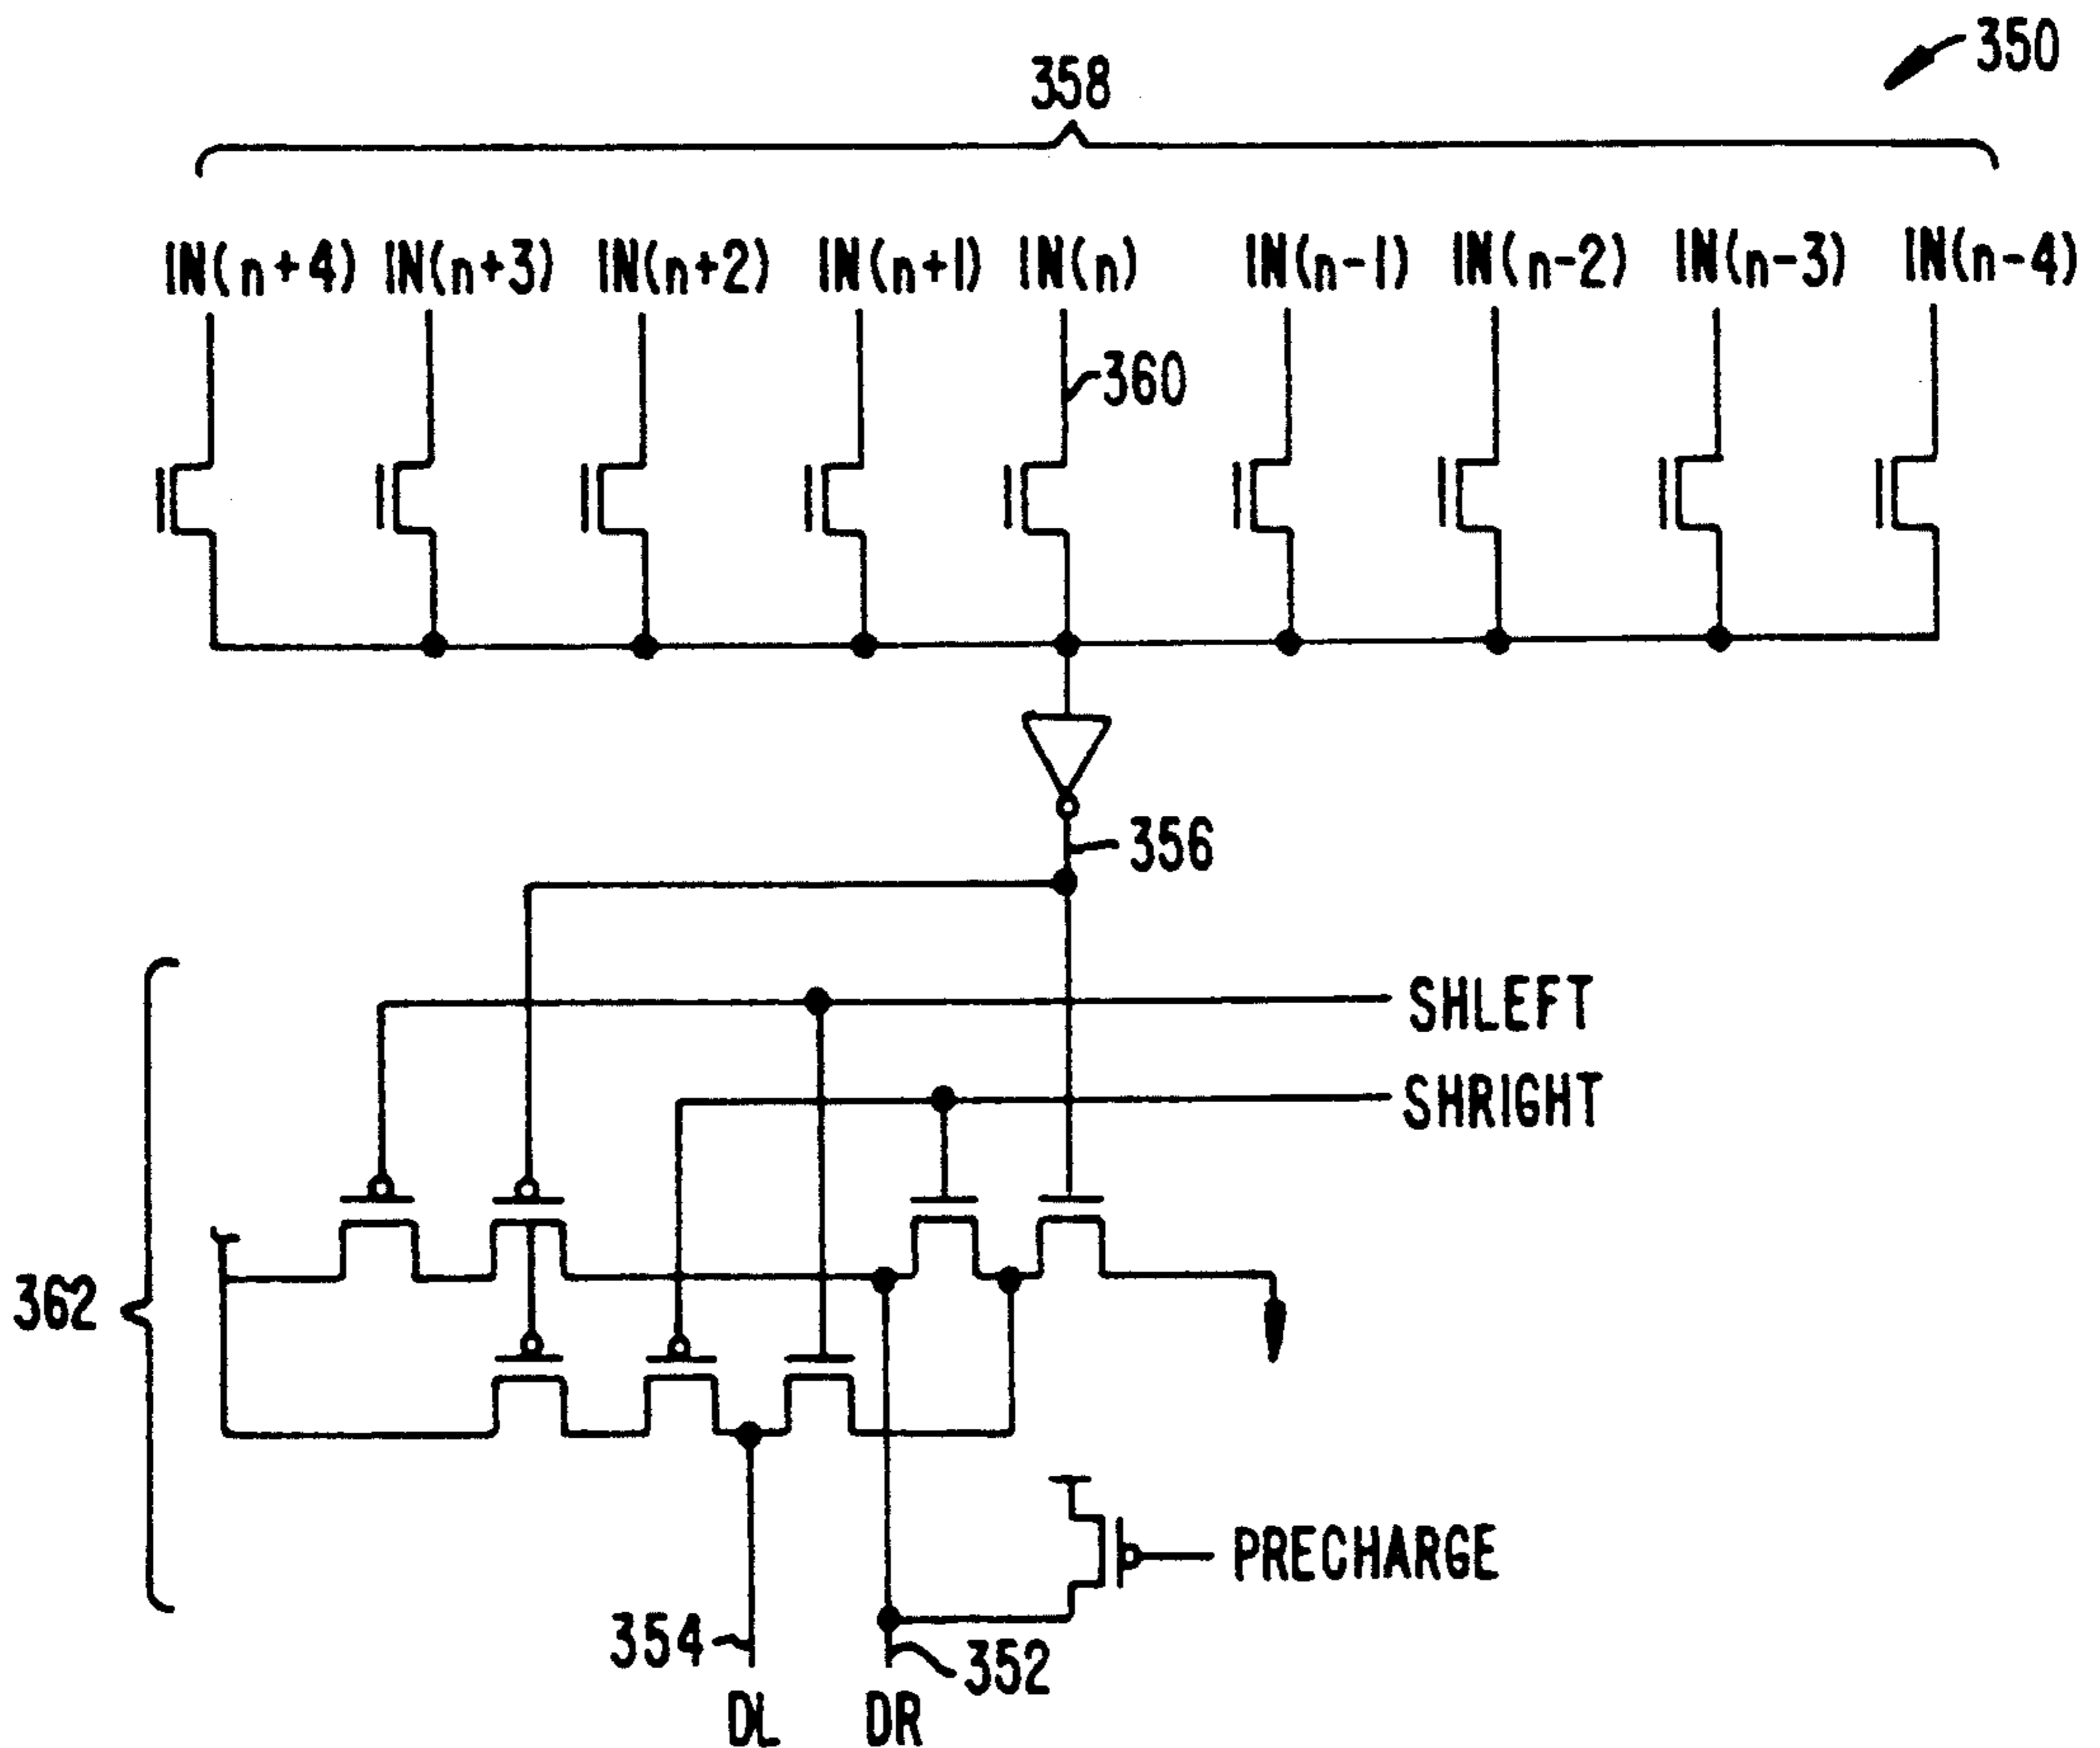 350
358
IN(n+4) IN(n+3) IN(n+2) IN(n+1) IN(n) IN(n-1) IN(n-2) IN(n-3) IN(n-4)
360
356
SHLEFT
SHRIGHT
362
PRECHARGE
354
352
DL DR